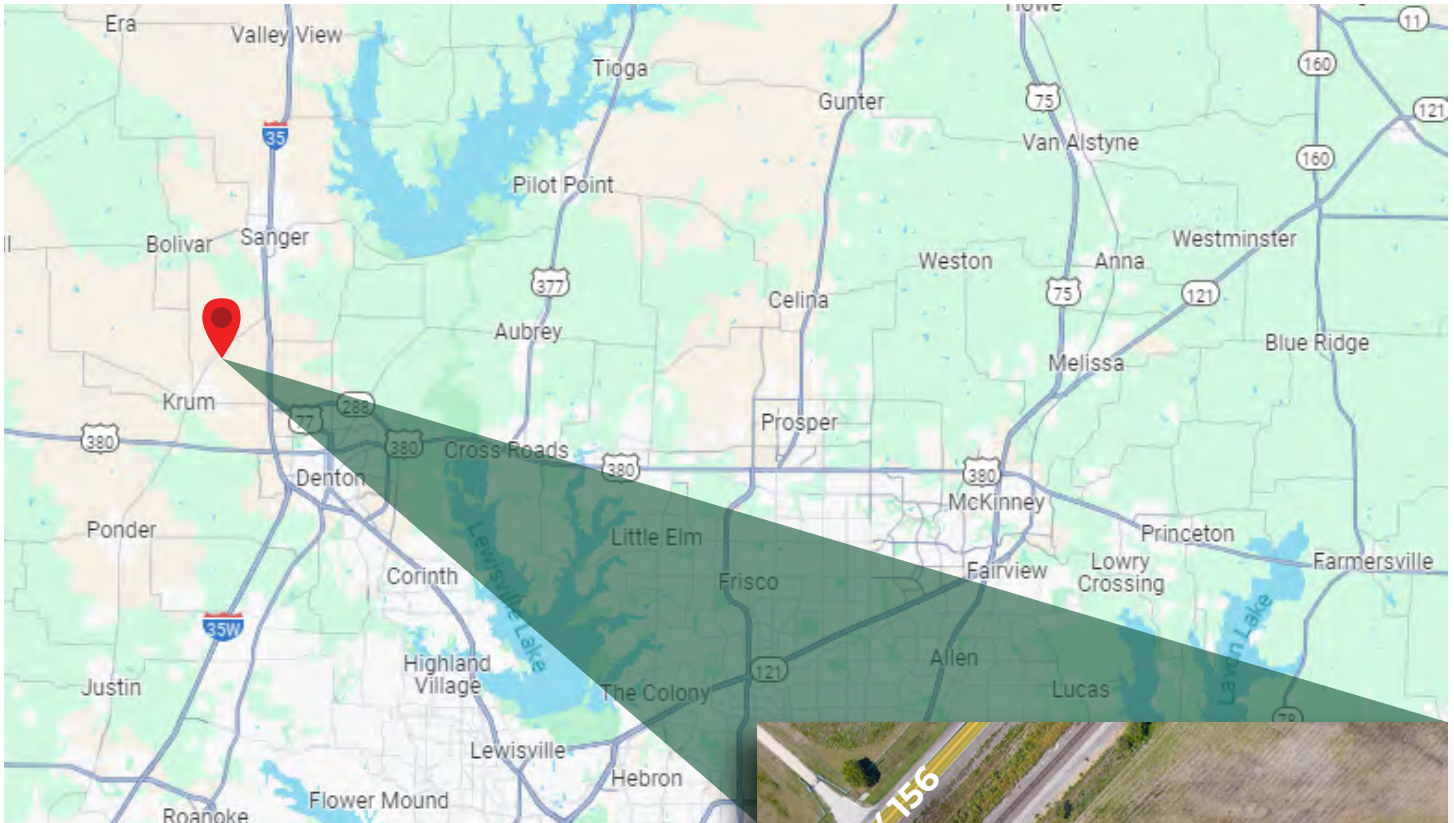 Howe
Era
Valley View
11
160
Tioga
75
Gunter
121
35
Van Alstyne
160
Pilot Point
Bolivar
Sanger
Westminster
Weston
Anna
377
75
121
Celina
Aubrey
Blue Ridge
Melissa
Krum
288
77
Prosper
380
380
Cross Roads
380
380
Denton
McKinney
Ponder
Princeton
Little Elm
Lewisville Lake
Lowry
Crossing
Farmersville
Corinth
Frisco
Fairview
35W
Lavon Lake
Highland
Village
121
Allen
Justin
The Colony
Lucas
78
Lewisville
Hebron
156
Flower Mound
Roanoke